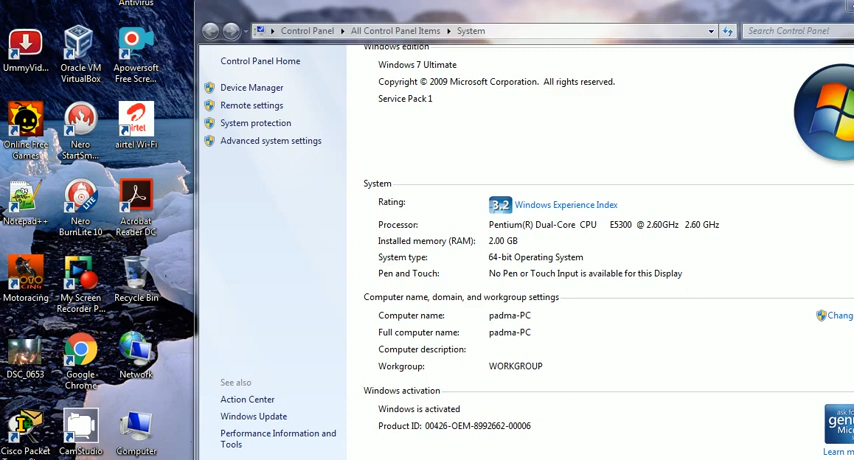 Antivirus
UmmyVid...
Oracle VM
VirtualBox
Apowersoft
Free Scre...
Online Free
Games
Nero
StartSm...
airtel
airtel Wi-Fi
Notepad++
LITE
Nero
BurnLite 10
Acrobat
Reader DC
Motoracing
My Screen
Recorder P...
Recycle Bin
DSC_0653
Google
Chrome
Network
Cisco Packet
CamStudio
Computer
Control Panel
All Control Panel Items
System
Search Control Panel
Control Panel Home
Device Manager
Remote settings
System protection
Advanced system settings
See also
Action Center
Windows Update
Performance Information and
Tools
Windows edition
Windows 7 Ultimate
Copyright © 2009 Microsoft Corporation. All rights reserved.
Service Pack 1
System
Rating: 3.2 Windows Experience Index
Processor: Pentium(R) Dual-Core CPU E5300 @ 2.60GHz 2.60 GHz
Installed memory (RAM): 2.00 GB
System type: 64-bit Operating System
Pen and Touch: No Pen or Touch Input is available for this Display
Computer name, domain, and workgroup settings
Computer name: padma-PC
Chang
Full computer name: padma-PC
Computer description:
Workgroup: WORKGROUP
Windows activation
Windows is activated
Product ID: 00426-OEM-8992662-00006
ask for
genu
Micr
Learn m